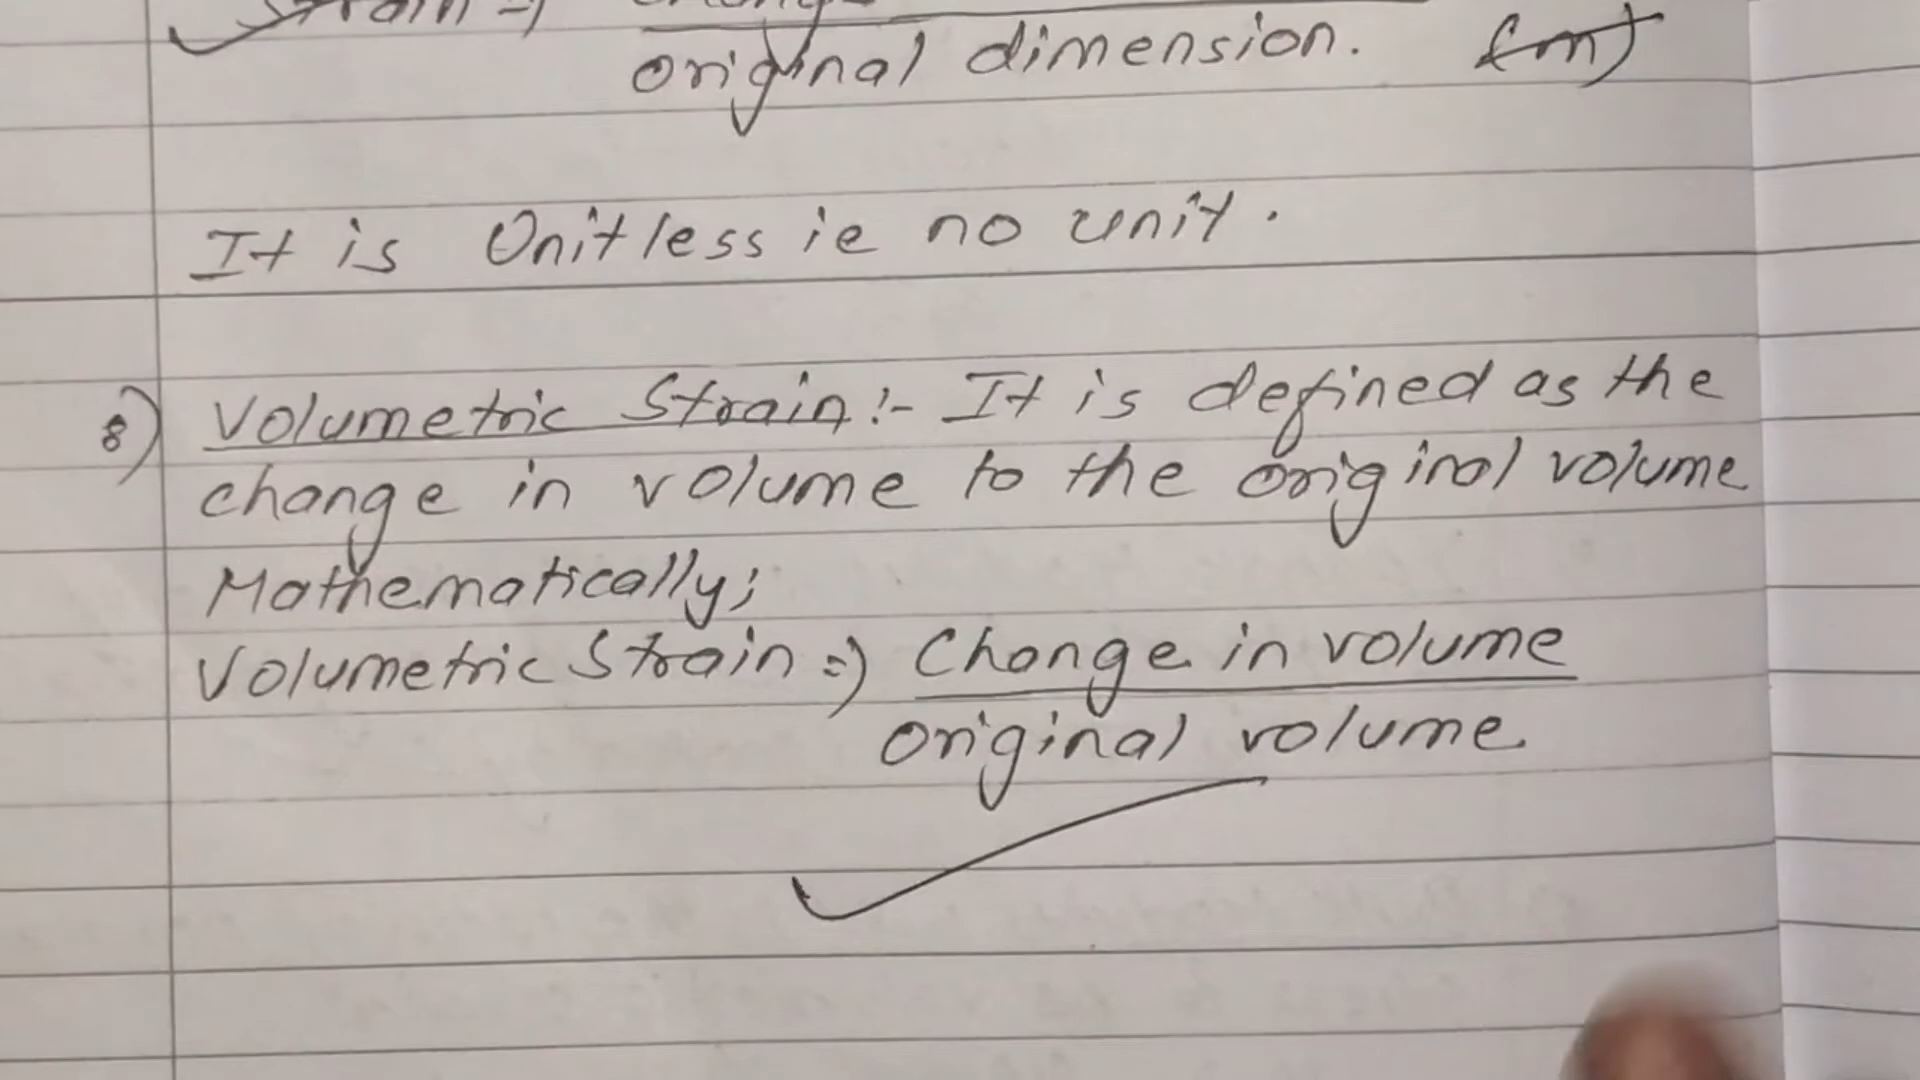 Strain =)
original dimension. (m)
It is Unitless ie no unit.
8) Volumetric Strain :- It is defined as the
change in volume to the original volume
Mathematically;
Volumetric Strain =) Change in volume
original volume.